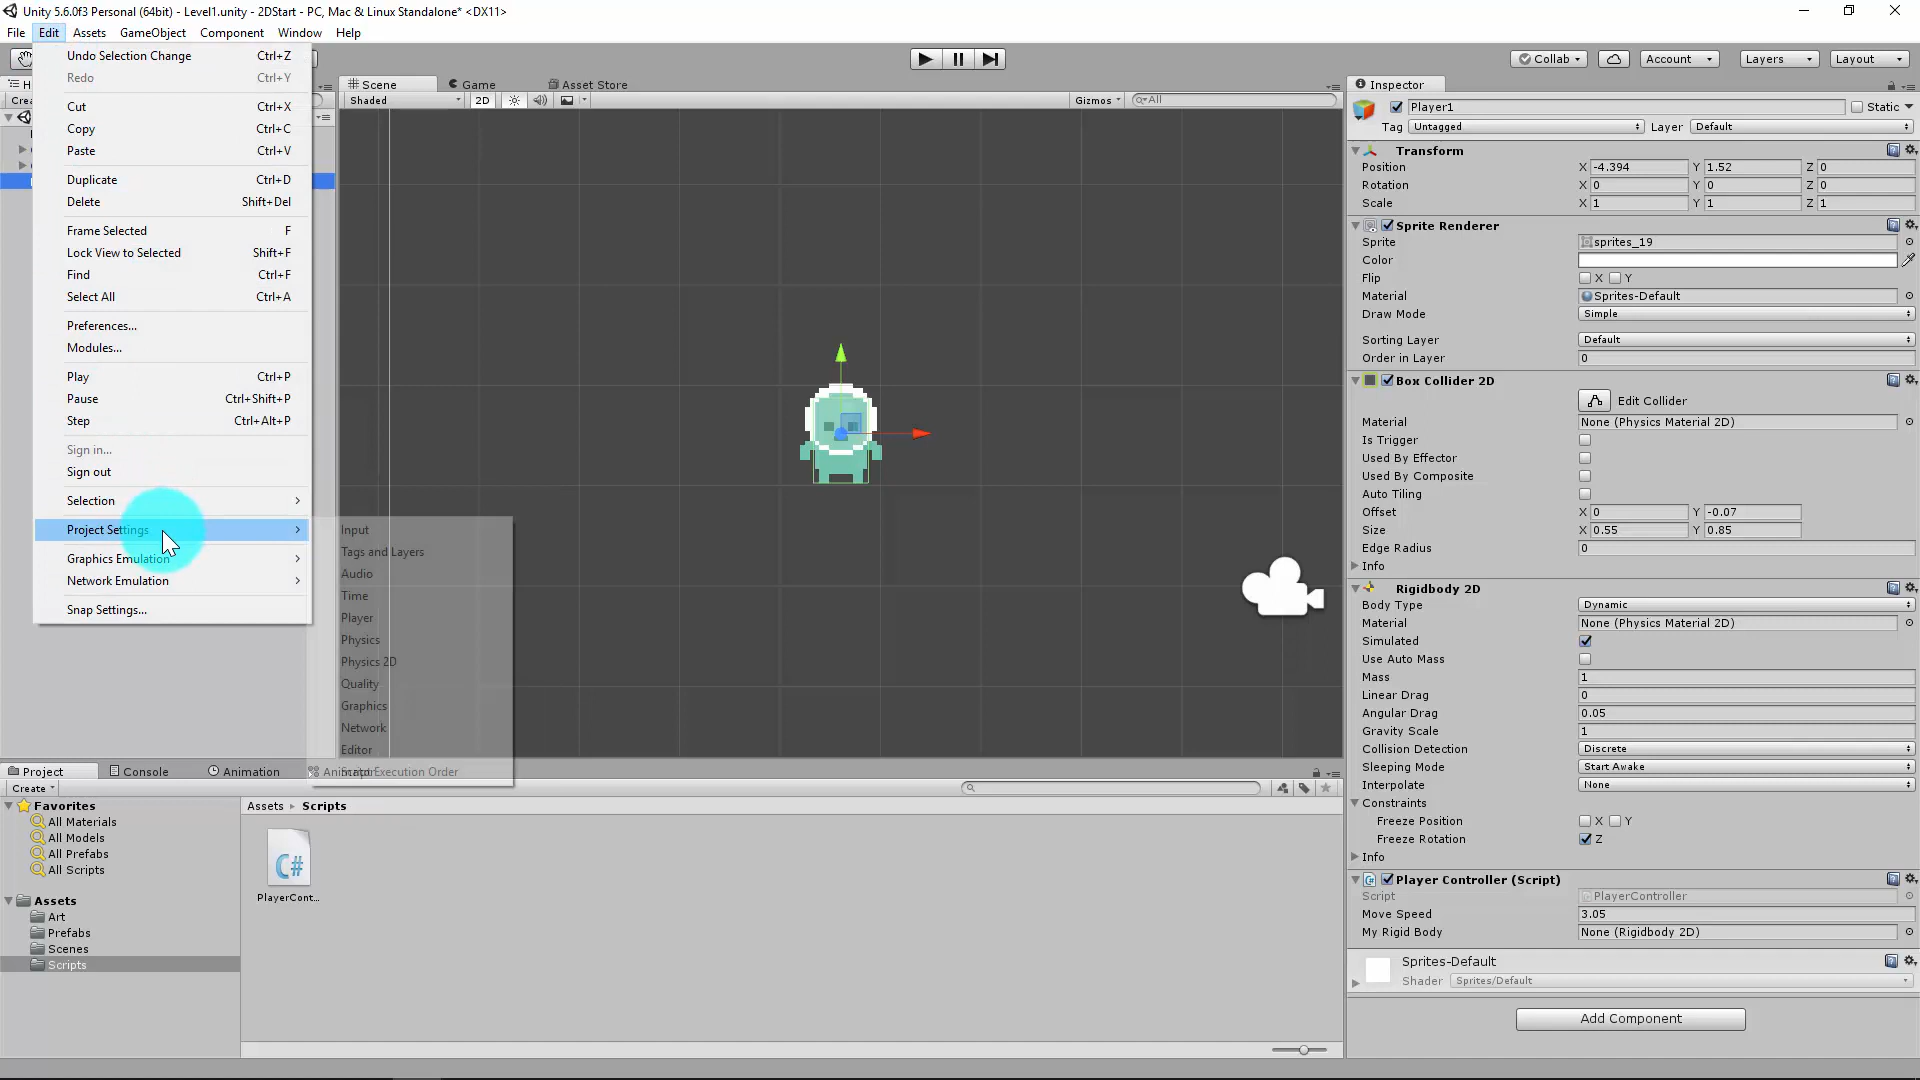 Unity 5.6.0f3 Personal (64bit) - Level1.unity - 2DStart - PC, Mac & Linux Standalone* <DX11>
File Edit Assets GameObject Component Window Help
Collab Account Layers Layout
Undo Selection Change Ctrl+Z
Redo Ctrl+Y
Cut Ctrl+X
Copy Ctrl+C
Paste Ctrl+V
Duplicate Ctrl+D
Delete Shift+Del
Frame Selected F
Lock View to Selected Shift+F
Find Ctrl+F
Select All Ctrl+A
Preferences...
Modules...
Play Ctrl+P
Pause Ctrl+Shift+P
Step Ctrl+Alt+P
Sign in...
Sign out
Selection
Project Settings
Graphics Emulation
Network Emulation
Snap Settings...
Input
Tags and Layers
Audio
Time
Player
Physics
Physics 2D
Quality
Graphics
Network
Editor
Script Execution Order
Scene Game Asset Store
Shaded 2D Gizmos All
Inspector
Player1 Static
Tag Untagged Layer Default
Transform
Position X -4.394 Y 1.52 Z 0
Rotation X 0 Y 0 Z 0
Scale X 1 Y 1 Z 1
Sprite Renderer
Sprite sprites_19
Color
Flip X Y
Material Sprites-Default
Draw Mode Simple
Sorting Layer Default
Order in Layer 0
Box Collider 2D
Edit Collider
Material None (Physics Material 2D)
Is Trigger
Used By Effector
Used By Composite
Auto Tiling
Offset X 0 Y -0.07
Size X 0.55 Y 0.85
Edge Radius 0
Info
Rigidbody 2D
Body Type Dynamic
Material None (Physics Material 2D)
Simulated
Use Auto Mass
Mass 1
Linear Drag 0
Angular Drag 0.05
Gravity Scale 1
Collision Detection Discrete
Sleeping Mode Start Awake
Interpolate None
Constraints
Freeze Position X Y
Freeze Rotation Z
Info
Player Controller (Script)
Script PlayerController
Move Speed 3.05
My Rigid Body None (Rigidbody 2D)
Sprites-Default
Shader Sprites/Default
Add Component
Project Console Animation
Create
Favorites
All Materials
All Models
All Prefabs
All Scripts
Assets
Art
Prefabs
Scenes
Scripts
Assets Scripts
C#
PlayerCont...